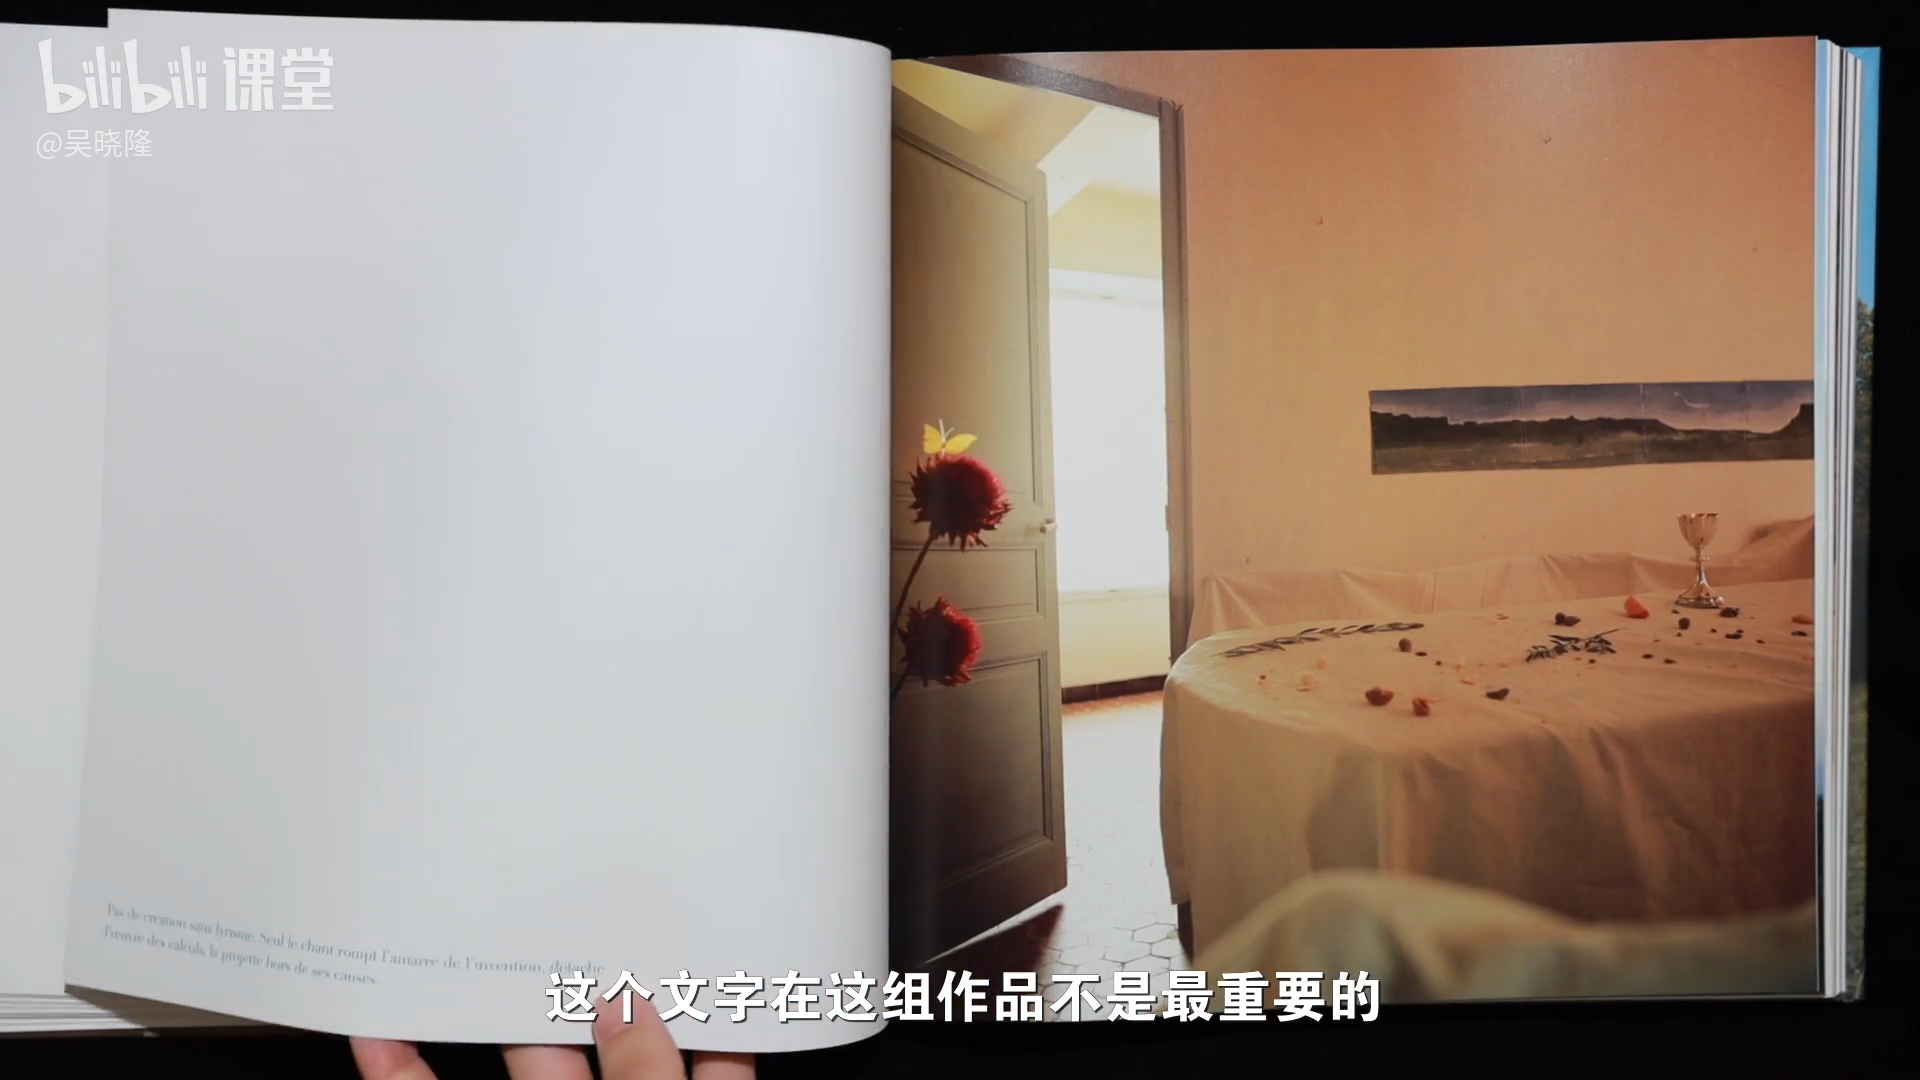 bilibili 课堂
@吴晓隆
Pas de création sans lyrisme. Seul le chant rompt l'amarre de l'invention, détache
l'œuvre des calculs, la projette hors de ses causes.
这个文字在这组作品不是最重要的